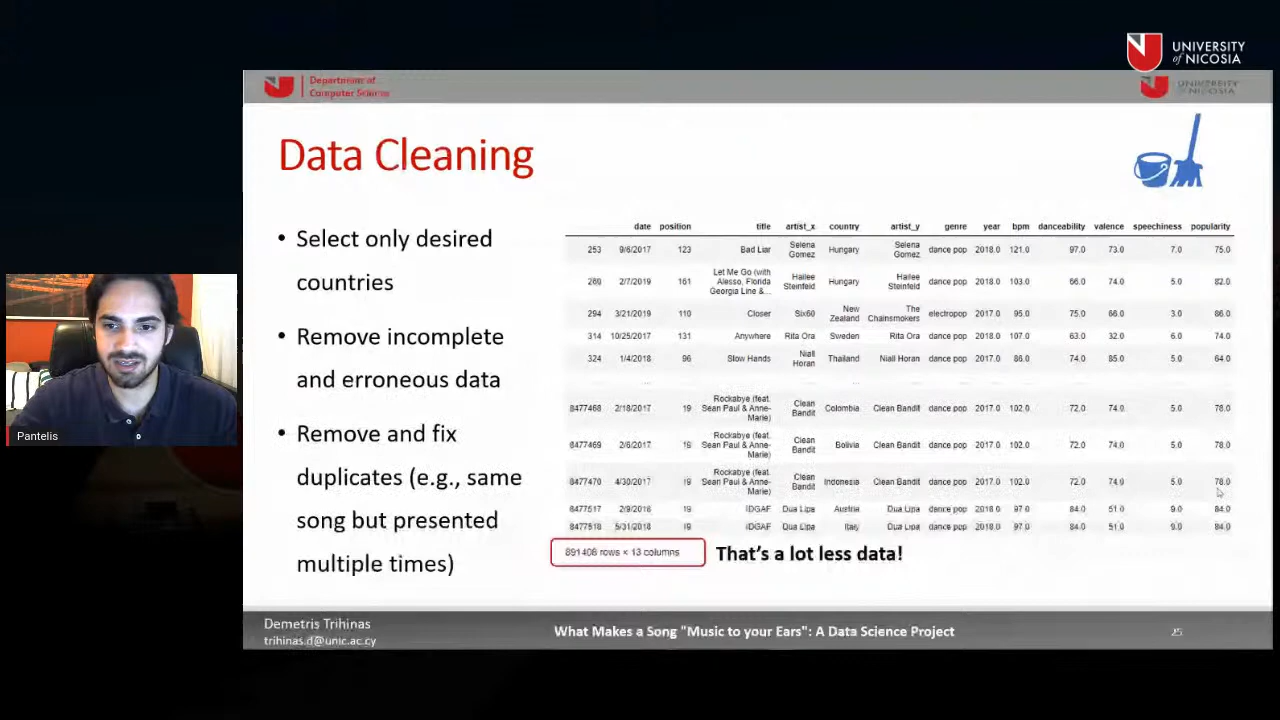 UNIVERSITY
of NICOSIA
Department of
Computer Science
UNIVERSITY
of NICOSIA
Data Cleaning
• Select only desired
countries
• Remove incomplete
and erroneous data
• Remove and fix
duplicates (e.g., same
song but presented
multiple times)
date position title artist_x country artist_y genre year bpm danceability valence speechiness popularity
253 9/6/2017 123 Bad Liar Selena Gomez Hungary Selena Gomez dance pop 2018.0 121.0 97.0 73.0 7.0 75.0
260 2/7/2019 161 Let Me Go (with Alesso, Florida Georgia Line &... Hailee Steinfeld Hungary Hailee Steinfeld dance pop 2018.0 103.0 66.0 74.0 5.0 82.0
294 3/21/2019 110 Closer Six60 New Zealand The Chainsmokers electropop 2017.0 95.0 75.0 66.0 3.0 86.0
314 10/25/2017 131 Anywhere Rita Ora Sweden Rita Ora dance pop 2018.0 107.0 63.0 32.0 6.0 74.0
324 1/4/2018 96 Slow Hands Niall Horan Thailand Niall Horan dance pop 2017.0 86.0 74.0 85.0 5.0 64.0
8477468 2/18/2017 19 Rockabye (feat. Sean Paul & Anne-Marie) Clean Bandit Colombia Clean Bandit dance pop 2017.0 102.0 72.0 74.0 5.0 78.0
8477469 2/6/2017 19 Rockabye (feat. Sean Paul & Anne-Marie) Clean Bandit Bolivia Clean Bandit dance pop 2017.0 102.0 72.0 74.0 5.0 78.0
8477470 4/30/2017 19 Rockabye (feat. Sean Paul & Anne-Marie) Clean Bandit Indonesia Clean Bandit dance pop 2017.0 102.0 72.0 74.0 5.0 78.0
8477517 2/9/2018 19 IDGAF Dua Lipa Austria Dua Lipa dance pop 2018.0 97.0 84.0 51.0 9.0 84.0
8477518 5/31/2018 19 IDGAF Dua Lipa Italy Dua Lipa dance pop 2018.0 97.0 84.0 51.0 9.0 84.0
891408 rows × 13 columns
That's a lot less data!
Pantelis
Demetris Trihinas
trihinas.d@unic.ac.cy
What Makes a Song "Music to your Ears": A Data Science Project
25